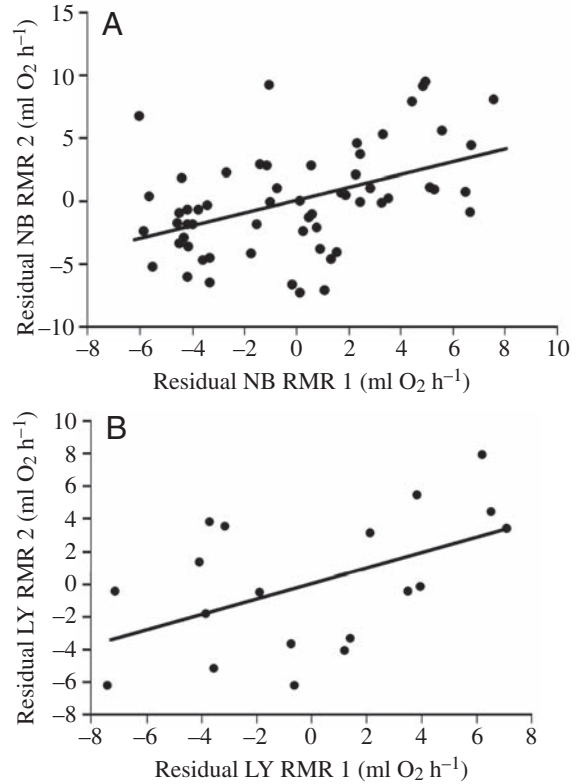 A
15
10
5
0
−5
−10
Residual NB RMR 2 (ml O₂ h⁻¹)
−8 −6 −4 −2 0 2 4 6 8 10
Residual NB RMR 1 (ml O₂ h⁻¹)
B
10
8
6
4
2
0
−2
−4
−6
−8
Residual LY RMR 2 (ml O₂ h⁻¹)
−8 −6 −4 −2 0 2 4 6 8
Residual LY RMR 1 (ml O₂ h⁻¹)